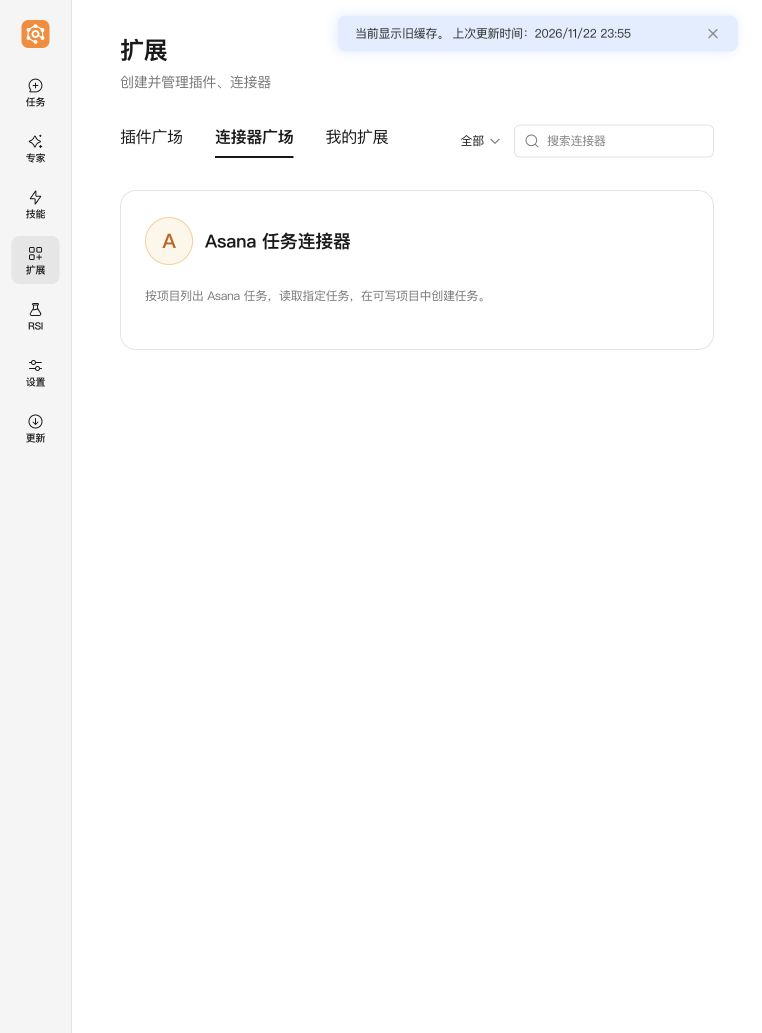 当前显示旧缓存。 上次更新时间：2026/11/22 23:55
扩展
创建并管理插件、连接器
插件广场 连接器广场 我的扩展 全部 搜索连接器
A Asana 任务连接器
按项目列出 Asana 任务，读取指定任务，在可写项目中创建任务。
任务
专家
技能
扩展
RSI
设置
更新